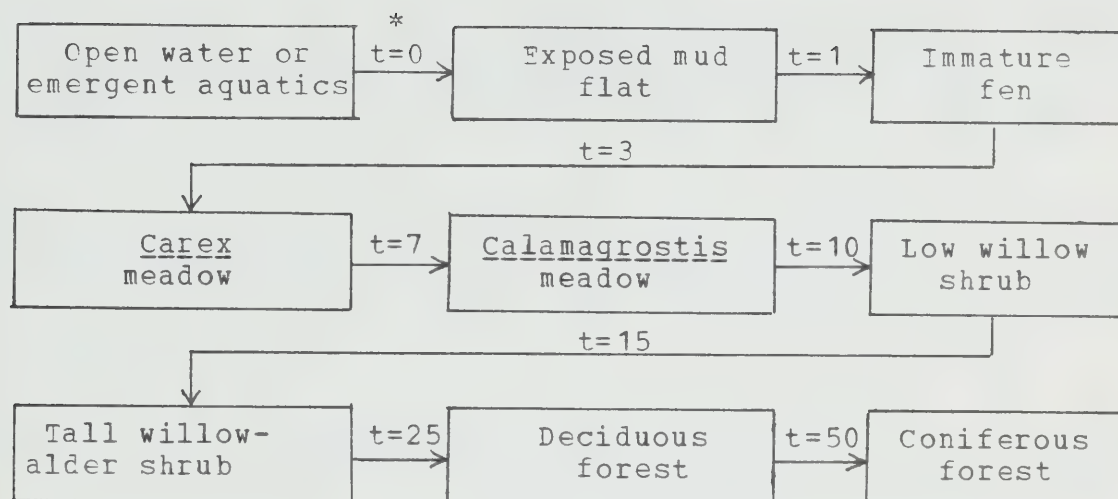 *
Open water or
emergent aquatics
t=0
Exposed mud
flat
t=1
Immature
fen
t=3
Carex
meadow
t=7
Calamagrostis
meadow
t=10
Low willow
shrub
t=15
Tall willow-
alder shrub
t=25
Deciduous
forest
t=50
Coniferous
forest